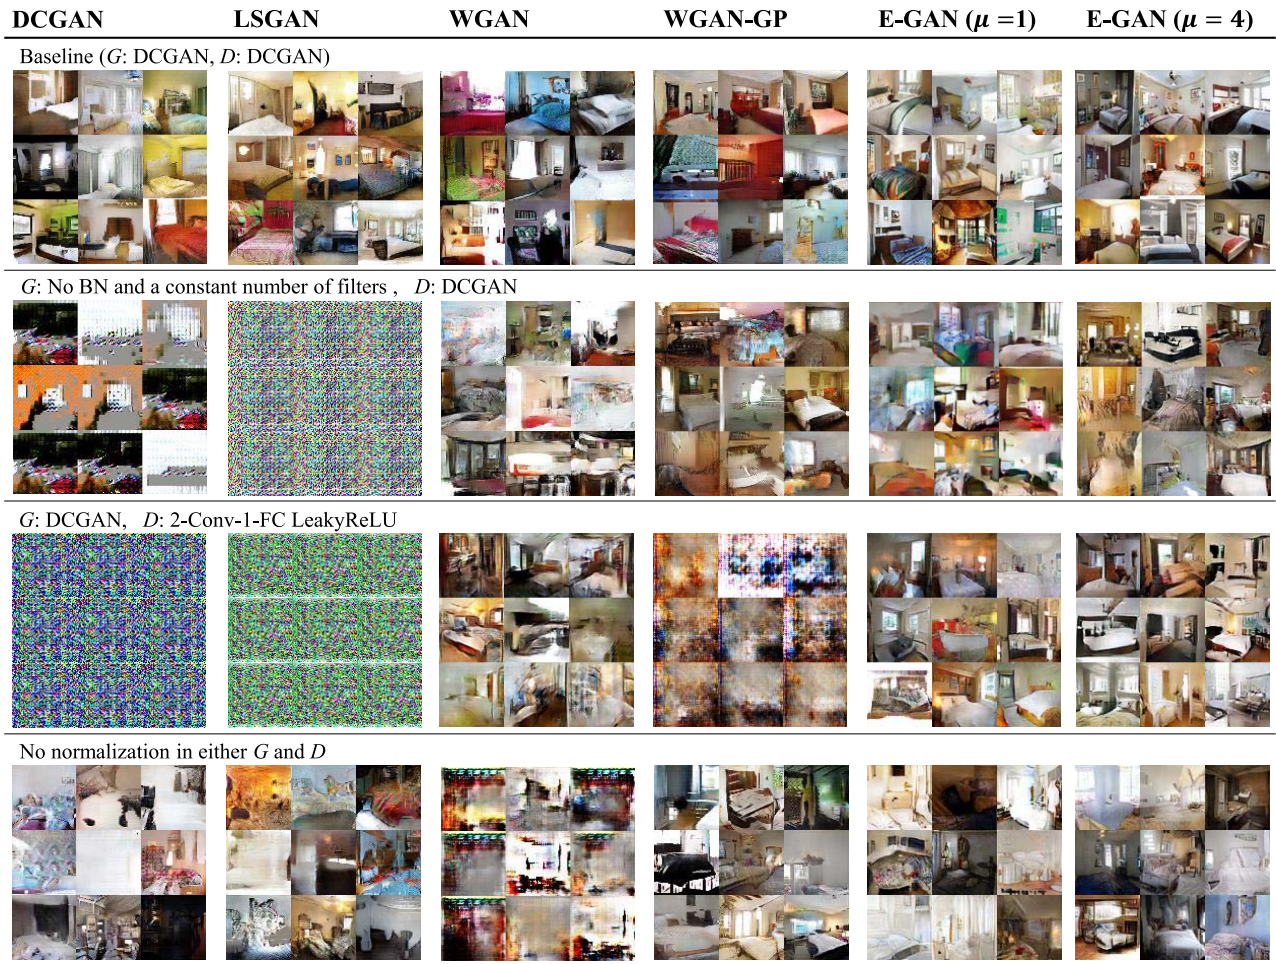 DCGAN LSGAN WGAN WGAN-GP E-GAN (μ =1) E-GAN (μ = 4)
Baseline (G: DCGAN, D: DCGAN)
G: No BN and a constant number of filters , D: DCGAN
G: DCGAN, D: 2-Conv-1-FC LeakyReLU
No normalization in either G and D